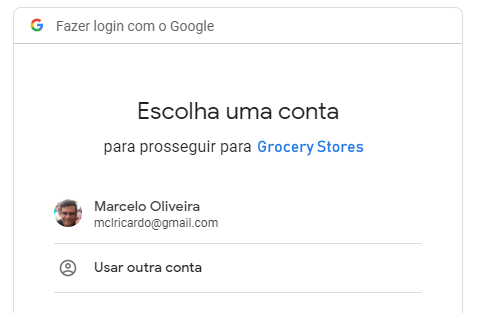 Fazer login com o Google
Escolha uma conta
para prosseguir para Grocery Stores
Marcelo Oliveira
mclricardo@gmail.com
Usar outra conta